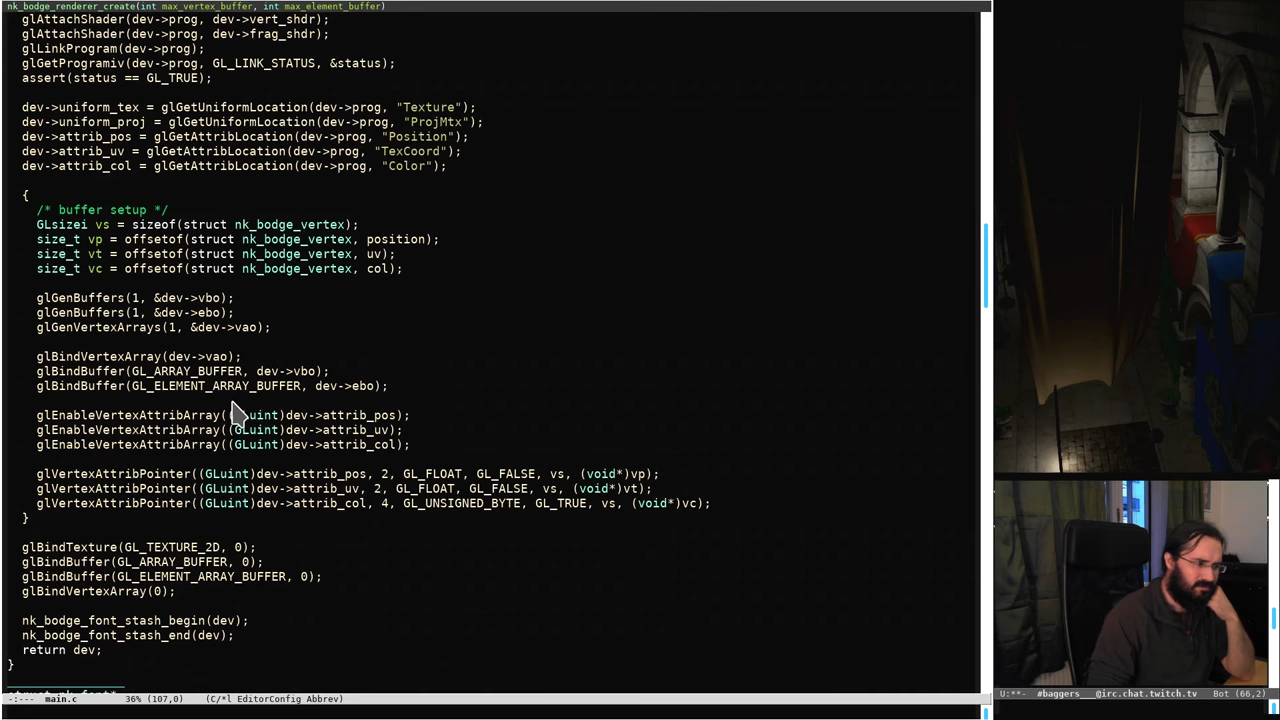 nk_bodge_renderer_create(int max_vertex_buffer, int max_element_buffer)
glAttachShader(dev->prog, dev->vert_shdr);
glAttachShader(dev->prog, dev->frag_shdr);
glLinkProgram(dev->prog);
glGetProgramiv(dev->prog, GL_LINK_STATUS, &status);
assert(status == GL_TRUE);
dev->uniform_tex = glGetUniformLocation(dev->prog, "Texture");
dev->uniform_proj = glGetUniformLocation(dev->prog, "ProjMtx");
dev->attrib_pos = glGetAttribLocation(dev->prog, "Position");
dev->attrib_uv = glGetAttribLocation(dev->prog, "TexCoord");
dev->attrib_col = glGetAttribLocation(dev->prog, "Color");
{
/* buffer setup */
GLsizei vs = sizeof(struct nk_bodge_vertex);
size_t vp = offsetof(struct nk_bodge_vertex, position);
size_t vt = offsetof(struct nk_bodge_vertex, uv);
size_t vc = offsetof(struct nk_bodge_vertex, col);
glGenBuffers(1, &dev->vbo);
glGenBuffers(1, &dev->ebo);
glGenVertexArrays(1, &dev->vao);
glBindVertexArray(dev->vao);
glBindBuffer(GL_ARRAY_BUFFER, dev->vbo);
glBindBuffer(GL_ELEMENT_ARRAY_BUFFER, dev->ebo);
glEnableVertexAttribArray((GLuint)dev->attrib_pos);
glEnableVertexAttribArray((GLuint)dev->attrib_uv);
glEnableVertexAttribArray((GLuint)dev->attrib_col);
glVertexAttribPointer((GLuint)dev->attrib_pos, 2, GL_FLOAT, GL_FALSE, vs, (void*)vp);
glVertexAttribPointer((GLuint)dev->attrib_uv, 2, GL_FLOAT, GL_FALSE, vs, (void*)vt);
glVertexAttribPointer((GLuint)dev->attrib_col, 4, GL_UNSIGNED_BYTE, GL_TRUE, vs, (void*)vc);
}
glBindTexture(GL_TEXTURE_2D, 0);
glBindBuffer(GL_ARRAY_BUFFER, 0);
glBindBuffer(GL_ELEMENT_ARRAY_BUFFER, 0);
glBindVertexArray(0);
nk_bodge_font_stash_begin(dev);
nk_bodge_font_stash_end(dev);
return dev;
}
-:--- main.c 36% (107,0) (C/*l EditorConfig Abbrev)
U:**- #baggers___@irc.chat.twitch.tv Bot (66,2)